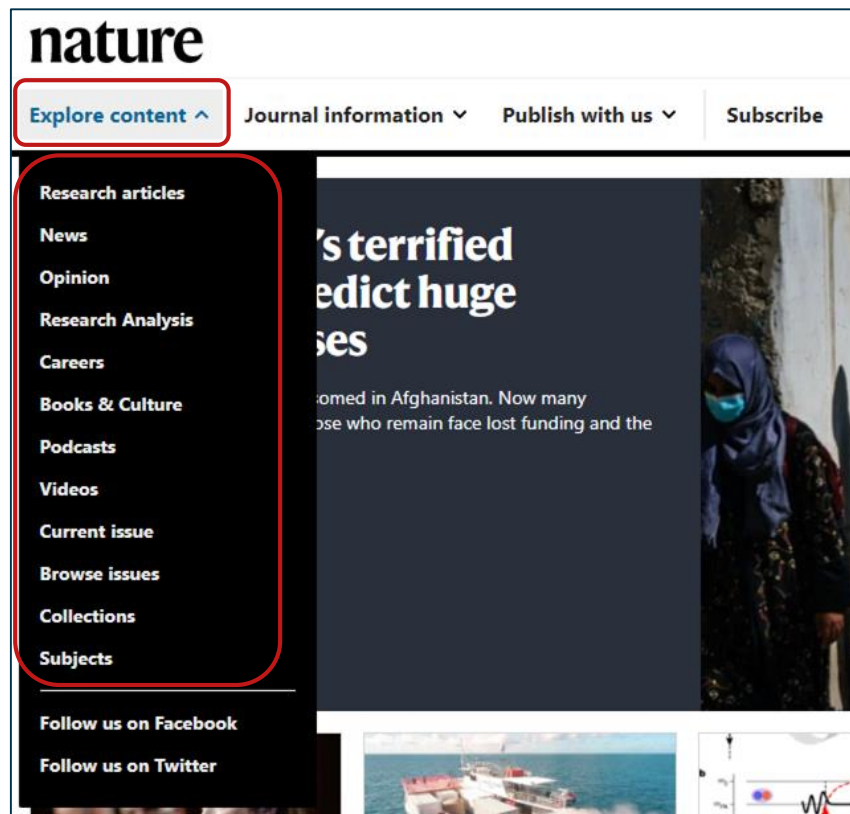 nature
Explore content
Journal information
Publish with us
Subscribe
Research articles
News
Opinion
Research Analysis
Careers
Books & Culture
Podcasts
Videos
Current issue
Browse issues
Collections
Subjects
Follow us on Facebook
Follow us on Twitter
's terrified
edict huge
ses
somed in Afghanistan. Now many
ose who remain face lost funding and the
b